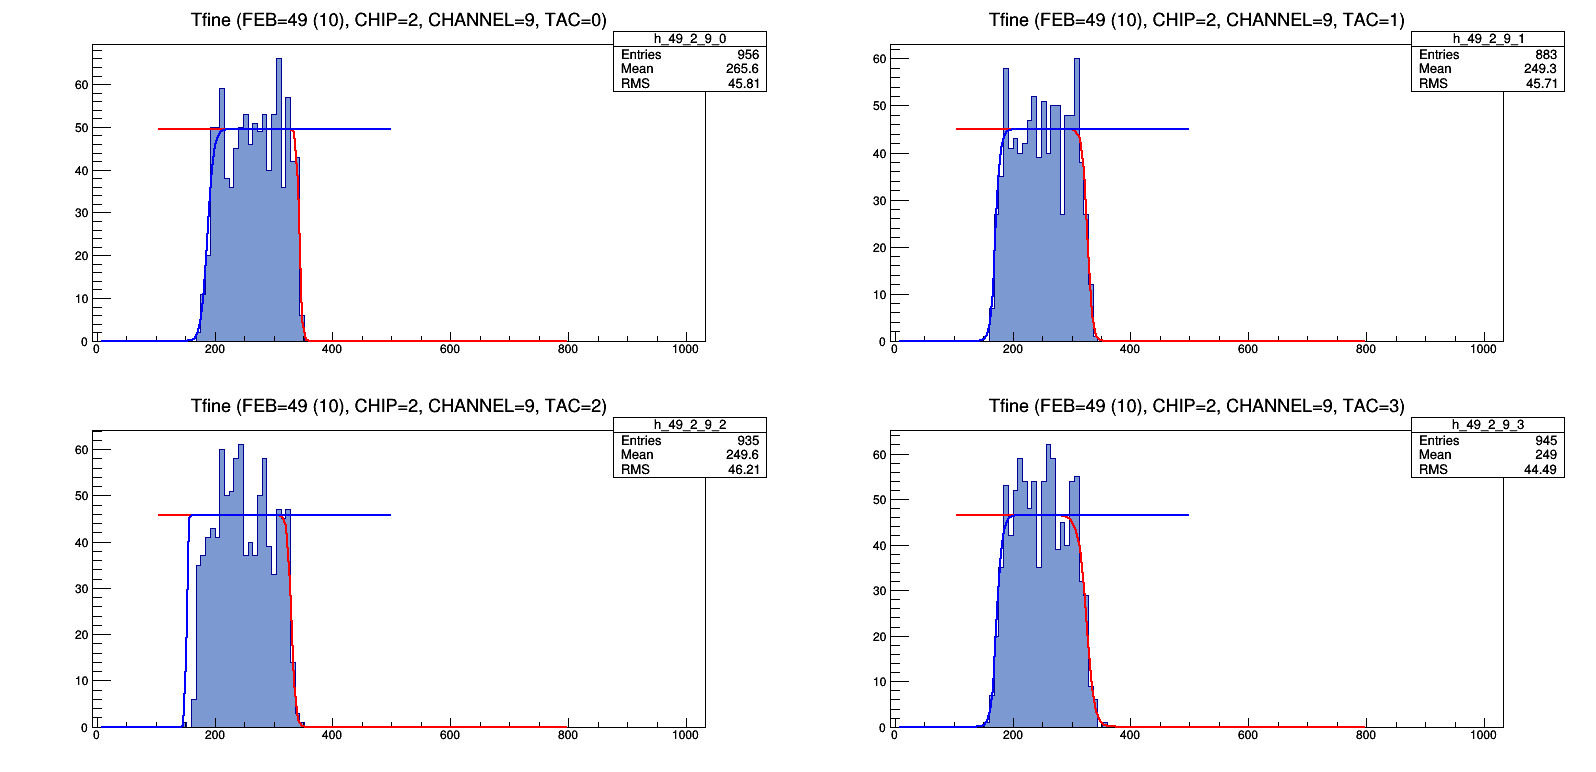 Tfine (FEB=49 (10), CHIP=2, CHANNEL=9, TAC=0)
h_49_2_9_0
Entries 956
Mean 265.6
RMS 45.81
60
50
40
30
20
10
0
0 200 400 600 800 1000
Tfine (FEB=49 (10), CHIP=2, CHANNEL=9, TAC=1)
h_49_2_9_1
Entries 883
Mean 249.3
RMS 45.71
60
50
40
30
20
10
0
0 200 400 600 800 1000
Tfine (FEB=49 (10), CHIP=2, CHANNEL=9, TAC=2)
h_49_2_9_2
Entries 935
Mean 249.6
RMS 46.21
60
50
40
30
20
10
0
0 200 400 600 800 1000
Tfine (FEB=49 (10), CHIP=2, CHANNEL=9, TAC=3)
h_49_2_9_3
Entries 945
Mean 249
RMS 44.49
60
50
40
30
20
10
0
0 200 400 600 800 1000